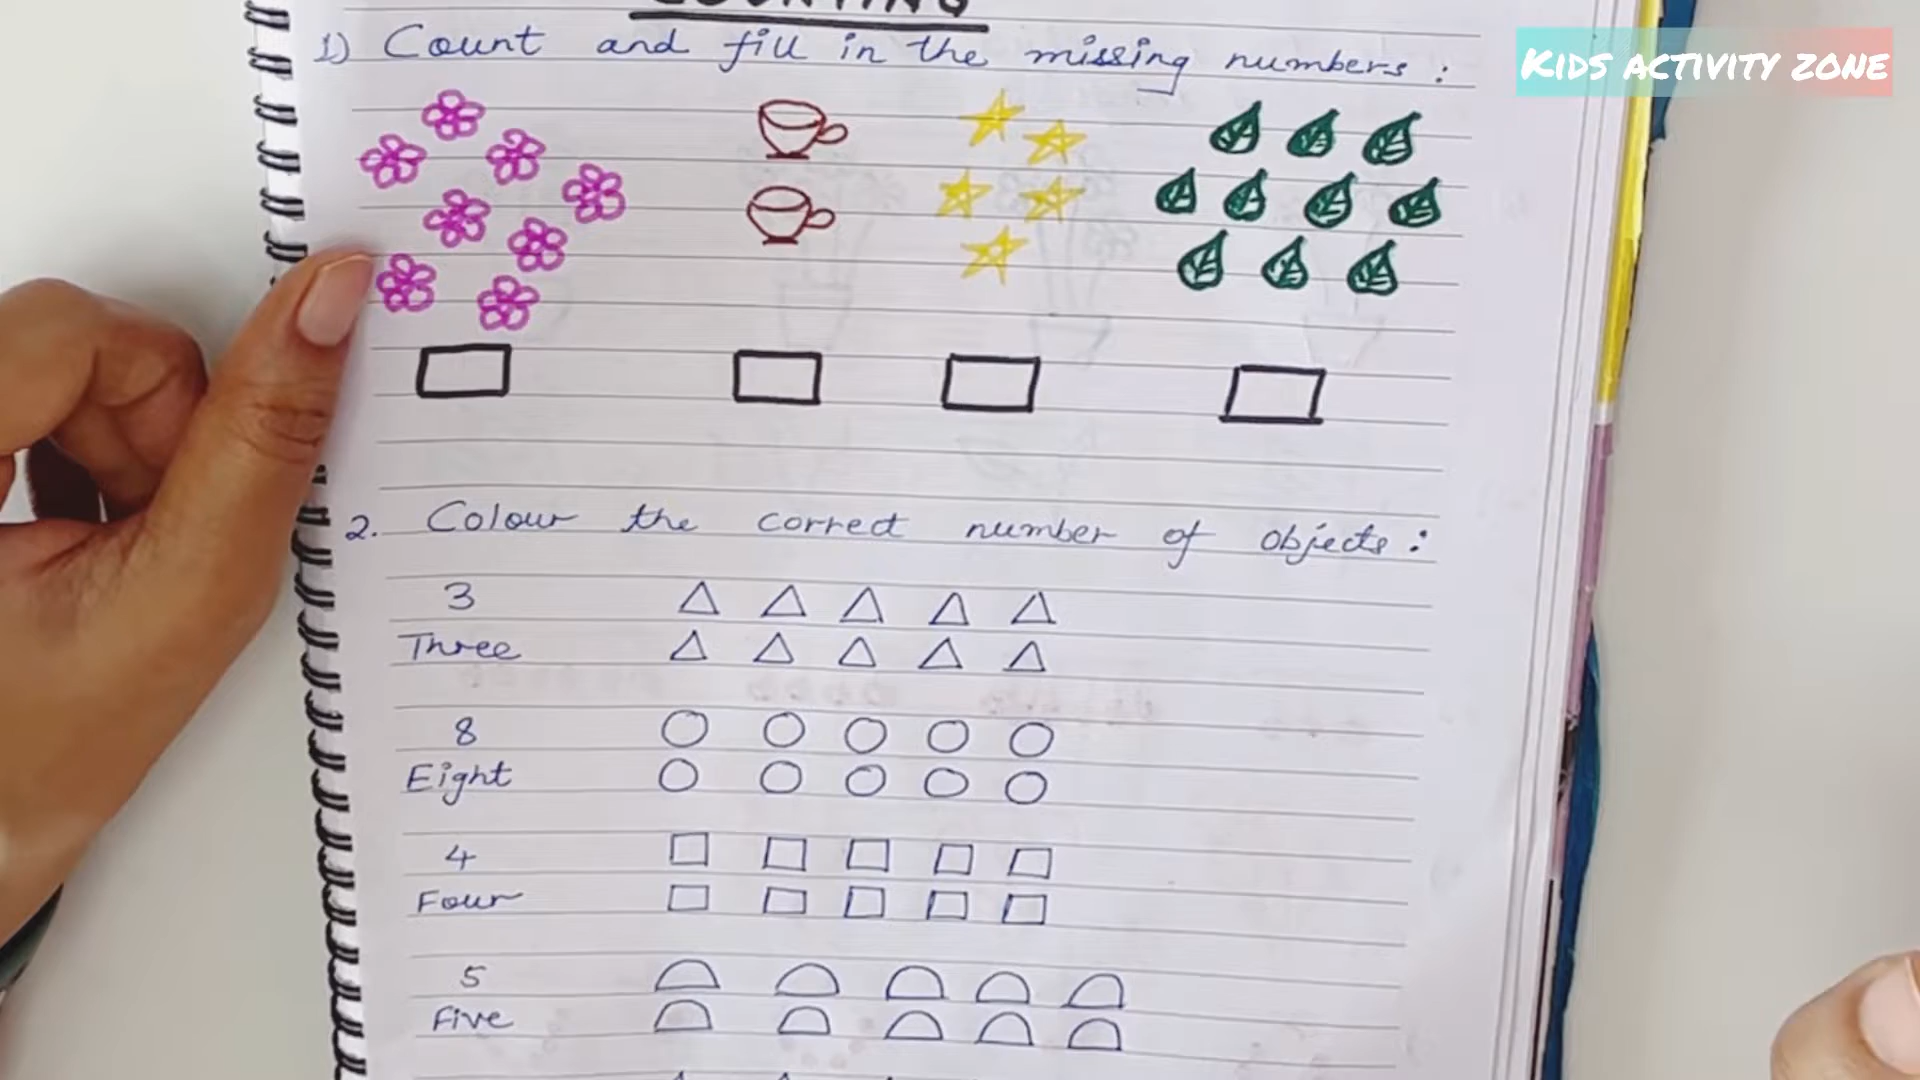 COUNTING
1) Count and fill in the missing numbers :
KIDS ACTIVITY ZONE
2. Colour the correct number of objects :
3
Three
8
Eight
4
Four
5
Five